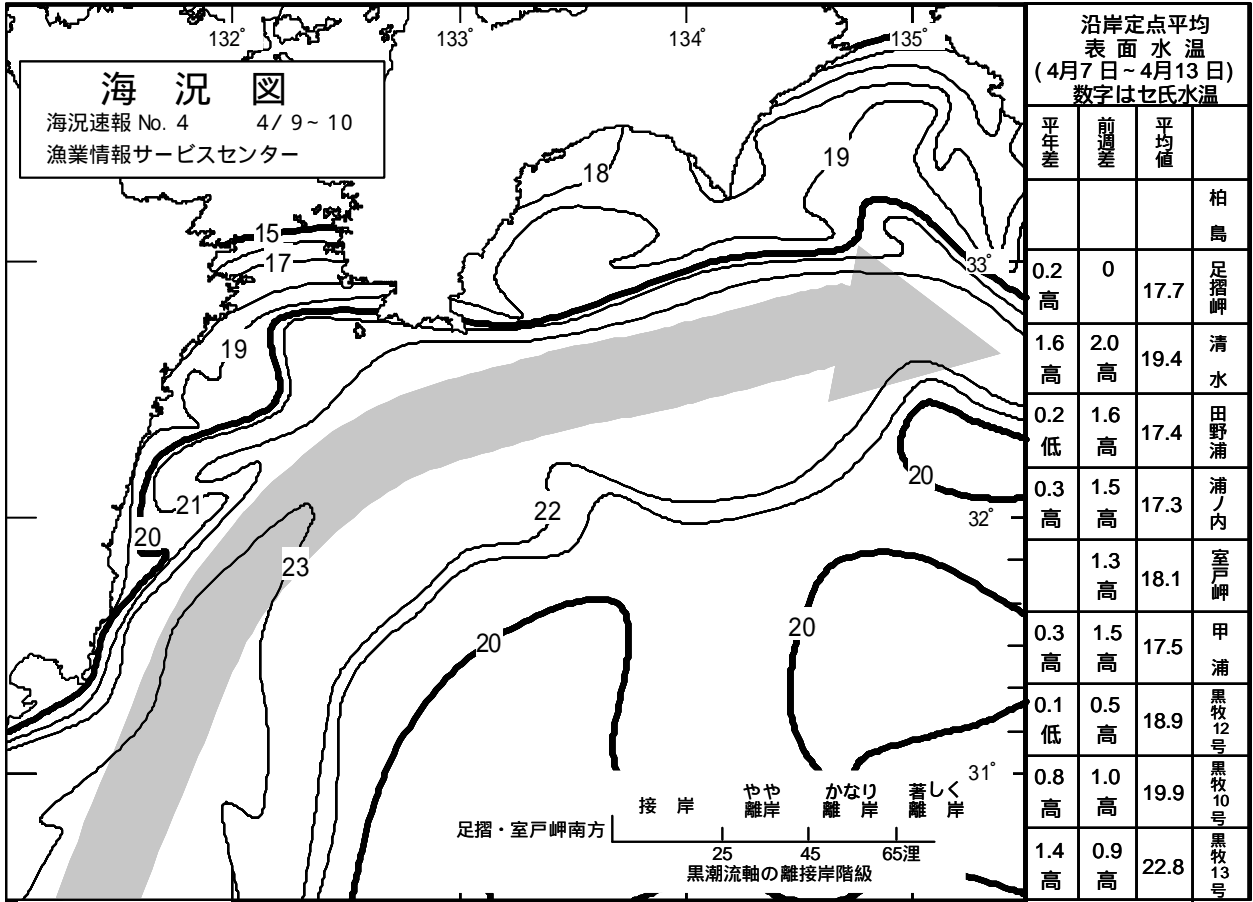 132°
133°
134°
135°
海 況 図
海況速報 No. 4　4/ 9~ 10
漁業情報サービスセンター
18
19
15
17
33°
19
21
20
22
20
32°
23
20
20
31°
接 岸
やや
離岸
かなり
離 岸
著しく
離 岸
足摺・室戸岬南方
25 45 65浬
黒潮流軸の離接岸階級
沿岸定点平均
表 面 水 温
( 4月7 日~ 4月13 日)
数字はセ氏水温
平年差 前週差 平均値
柏島
0.2高 0 17.7 足摺岬
1.6高 2.0高 19.4 清水
0.2低 1.6高 17.4 田野浦
0.3高 1.5高 17.3 浦ノ内
1.3高 18.1 室戸岬
0.3高 1.5高 17.5 甲浦
0.1低 0.5高 18.9 黒牧12号
0.8高 1.0高 19.9 黒牧10号
1.4高 0.9高 22.8 黒牧13号